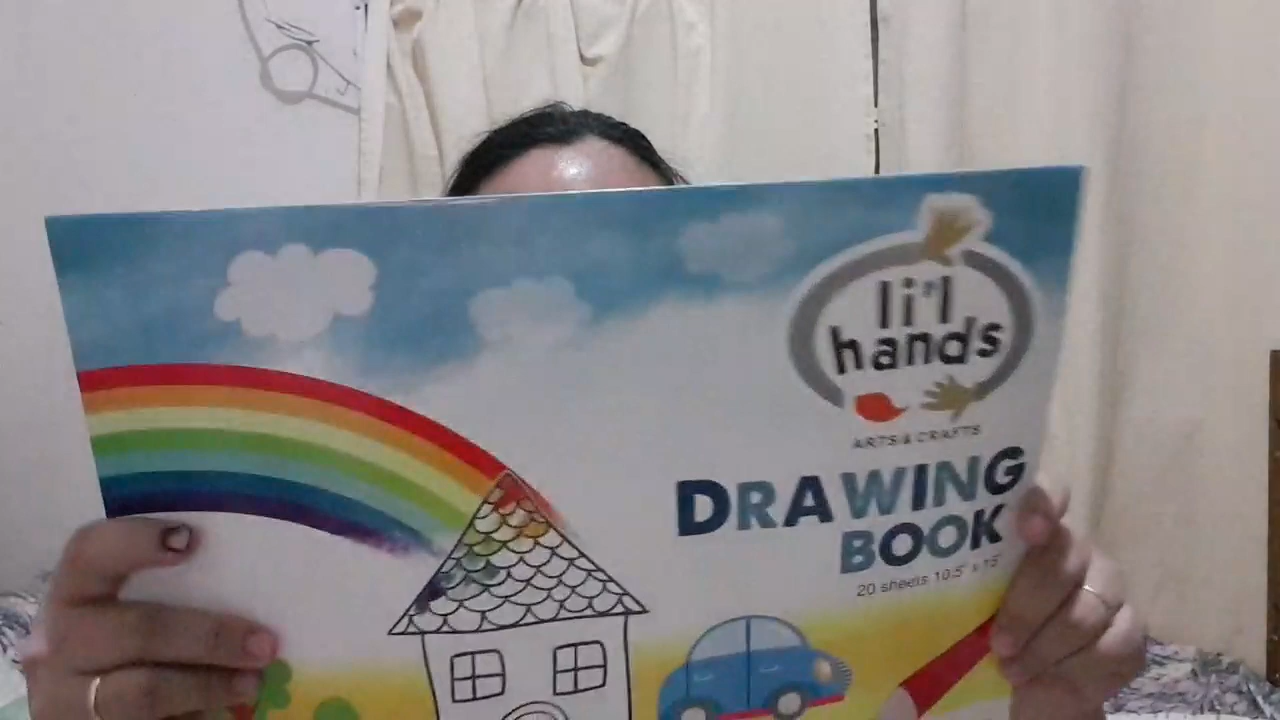 li'l
hands
ARTS & CRAFTS
DRAWING
BOOK
20 sheets 10.5" x 15"